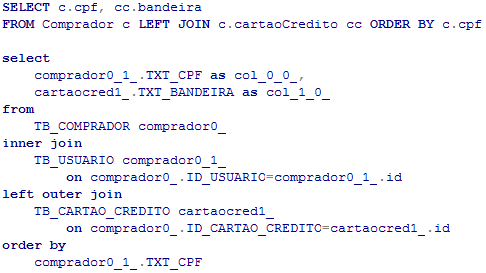 SELECT c.cpf, cc.bandeira
FROM Comprador c LEFT JOIN c.cartaoCredito cc ORDER BY c.cpf
select
comprador0_1_.TXT_CPF as col_0_0_,
cartaocred1_.TXT_BANDEIRA as col_1_0_
from
TB_COMPRADOR comprador0_
inner join
TB_USUARIO comprador0_1_
on comprador0_.ID_USUARIO=comprador0_1_.id
left outer join
TB_CARTAO_CREDITO cartaocred1_
on comprador0_.ID_CARTAO_CREDITO=cartaocred1_.id
order by
comprador0_1_.TXT_CPF